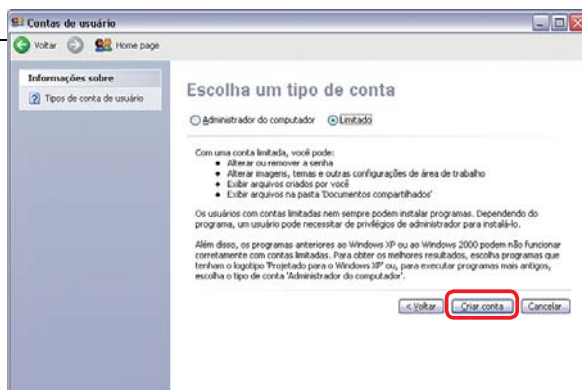 Contas de usuário
Voltar Home page
Informações sobre
Tipos de conta de usuário
Escolha um tipo de conta
Administrador do computador Limitado
Com uma conta limitada, você pode:
• Alterar ou remover a senha
• Alterar imagens, temas e outras configurações de área de trabalho
• Exibir arquivos criados por você
• Exibir arquivos na pasta 'Documentos compartilhados'
Os usuários com contas limitadas nem sempre podem instalar programas. Dependendo do
programa, um usuário pode necessitar de privilégios de administrador para instalá-lo.
Além disso, os programas anteriores ao Windows XP ou ao Windows 2000 podem não funcionar
corretamente com contas limitadas. Para obter os melhores resultados, escolha programas que
tenham o logotipo 'Projetado para o Windows XP' ou, para executar programas mais antigos,
escolha o tipo de conta 'Administrador do computador'.
< Voltar Criar conta Cancelar